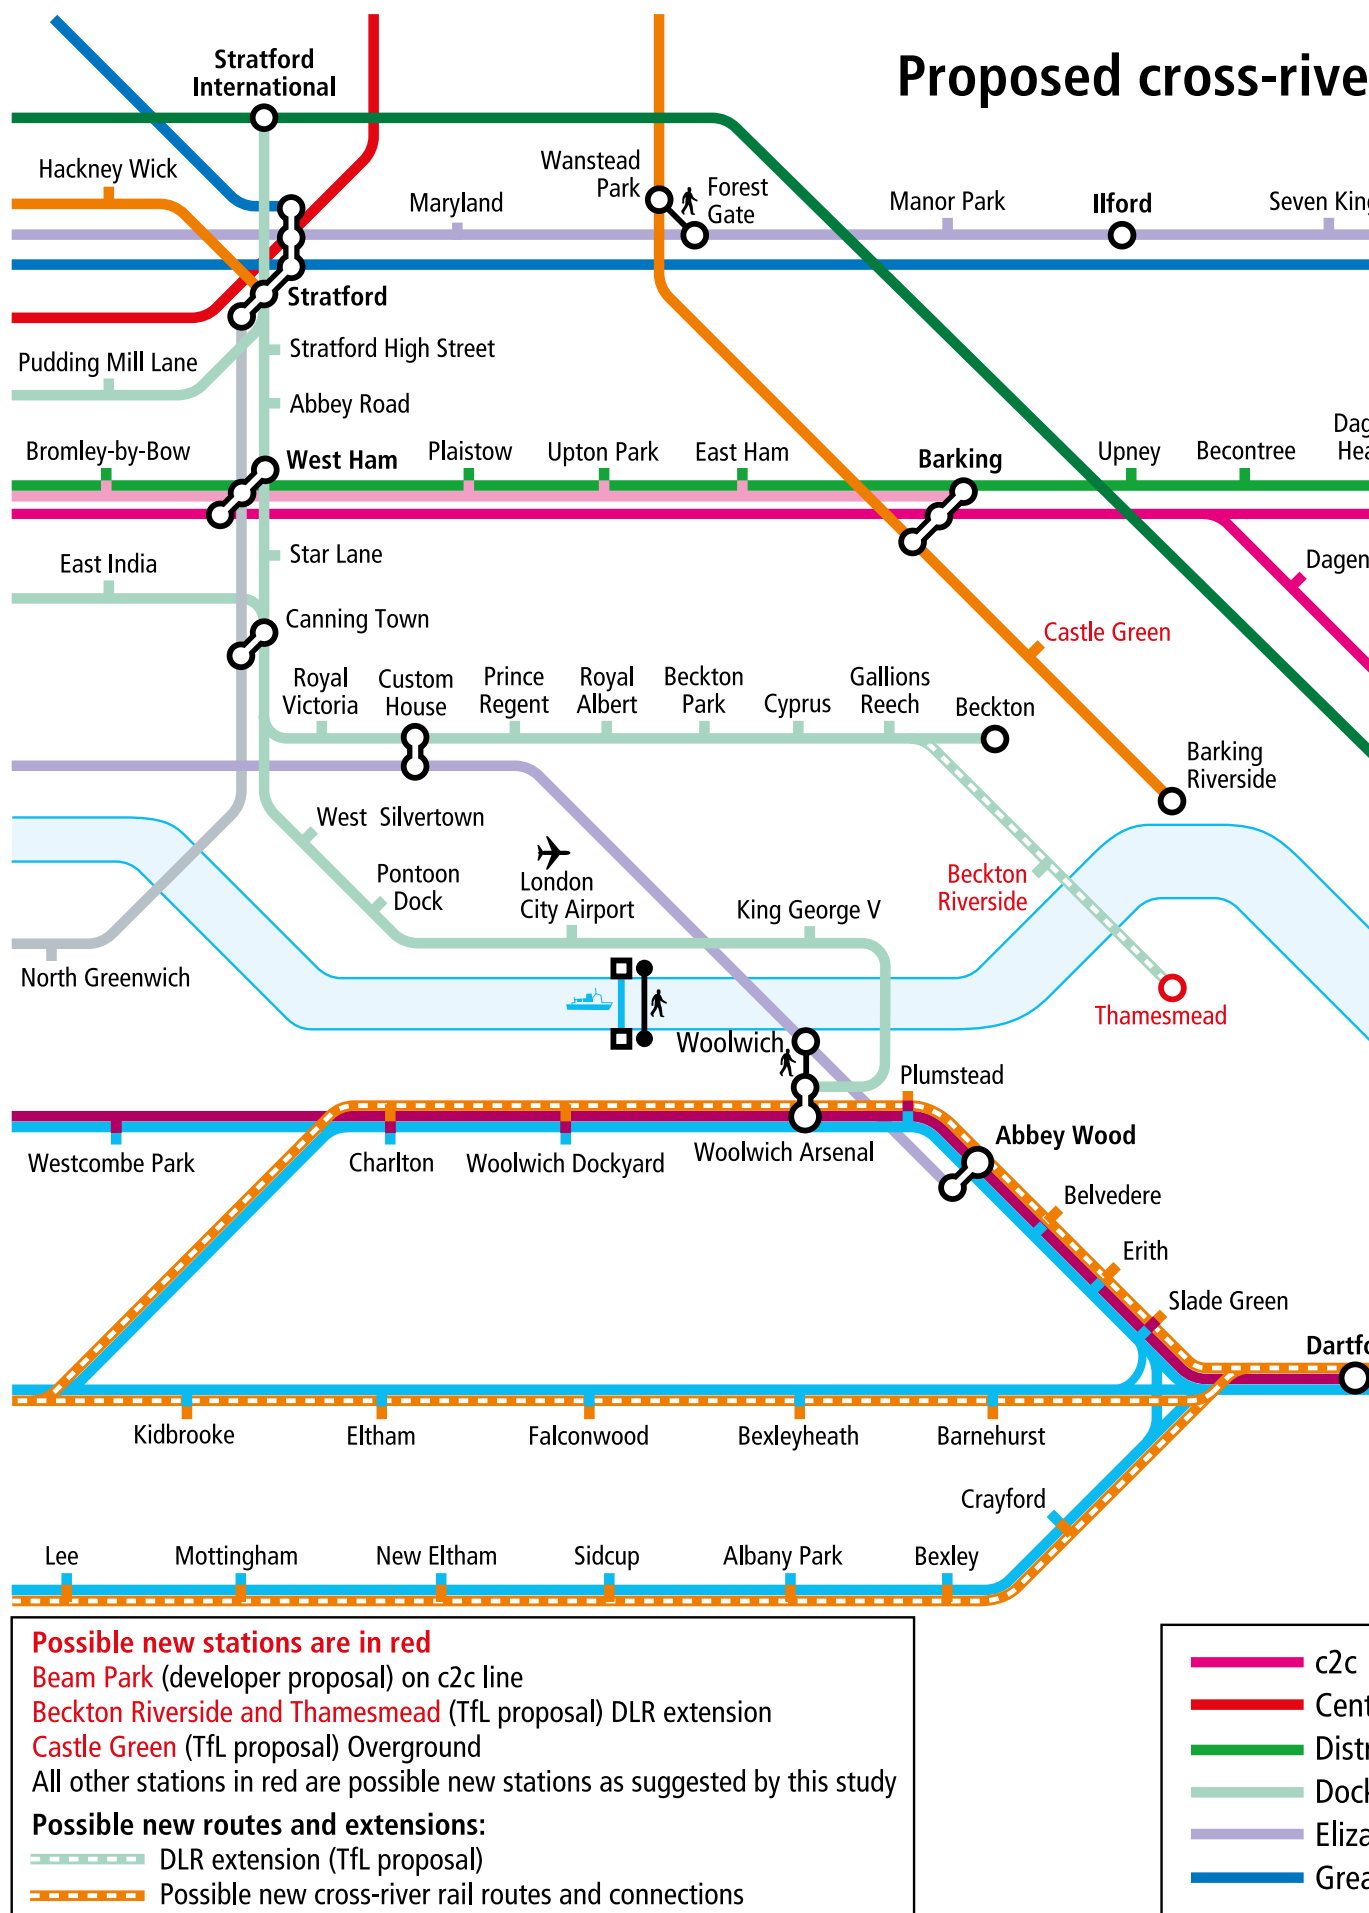 Proposed cross-rive
Stratford
International
Hackney Wick
Maryland
Wanstead
Park
Forest
Gate
Manor Park
Ilford
Seven King
Stratford
Stratford High Street
Pudding Mill Lane
Abbey Road
Bromley-by-Bow
West Ham
Plaistow
Upton Park
East Ham
Barking
Upney
Becontree
Dag
Hea
East India
Star Lane
Dagen
Canning Town
Castle Green
Royal
Victoria
Custom
House
Prince
Regent
Royal
Albert
Beckton
Park
Cyprus
Gallions
Reech
Beckton
Barking
Riverside
West Silvertown
Pontoon
Dock
London
City Airport
King George V
Beckton
Riverside
North Greenwich
Thamesmead
Woolwich
Plumstead
Westcombe Park
Charlton
Woolwich Dockyard
Woolwich Arsenal
Abbey Wood
Belvedere
Erith
Slade Green
Dartfo
Kidbrooke
Eltham
Falconwood
Bexleyheath
Barnehurst
Crayford
Lee
Mottingham
New Eltham
Sidcup
Albany Park
Bexley
Possible new stations are in red
Beam Park (developer proposal) on c2c line
Beckton Riverside and Thamesmead (TfL proposal) DLR extension
Castle Green (TfL proposal) Overground
All other stations in red are possible new stations as suggested by this study
Possible new routes and extensions:
DLR extension (TfL proposal)
Possible new cross-river rail routes and connections
c2c
Cent
Distr
Dock
Eliza
Grea